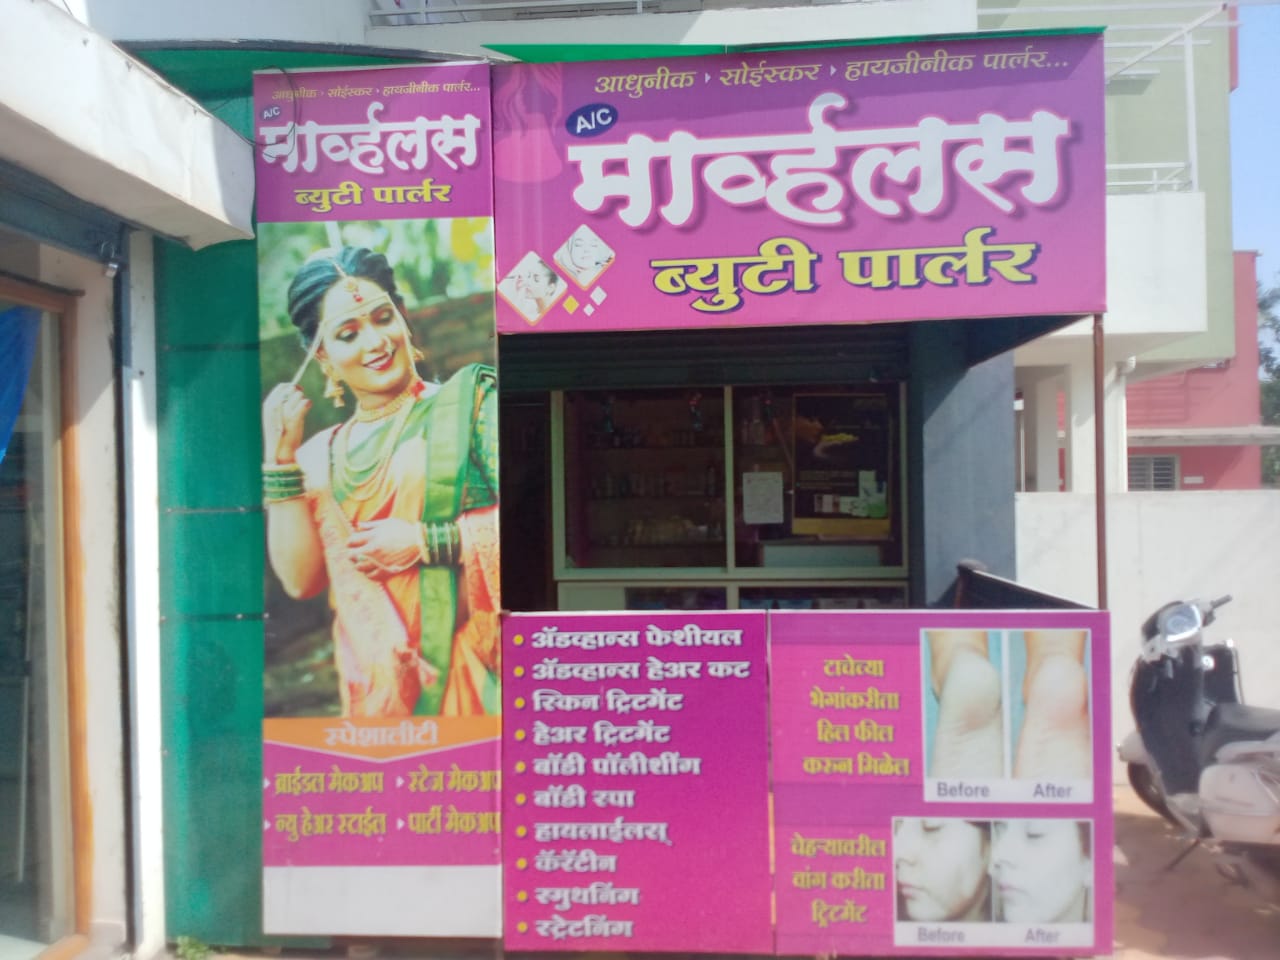 आधुनीक › सोईस्कर › हायजीनीक पार्लर...
A/C
मार्व्हलस
ब्युटी पार्लर
आधुनीक › सोईस्कर › हायजीनीक पार्लर...
A/C
मार्व्हलस
ब्युटी पार्लर
स्पेशालीटी
› ब्राईडल मेकअप › स्टेज मेकअप
› न्यु हेअर स्टाईल › पार्टी मेकअप
• ॲडव्हान्स फेशीयल
• ॲडव्हान्स हेअर कट
• स्किन ट्रिटमेंट
• हेअर ट्रिटमेंट
• बॉडी पॉलीशींग
• बॉडी स्पा
• हायलाईलस्
• कॅरॅटीन
• स्मुथनिंग
• स्ट्रेटनिंग
टाचेच्या
भेगांकरीता
हिल फील
करुन मिळेल
Before After
चेहऱ्यावरील
वांग करीता
ट्रिटमेंट
Before After